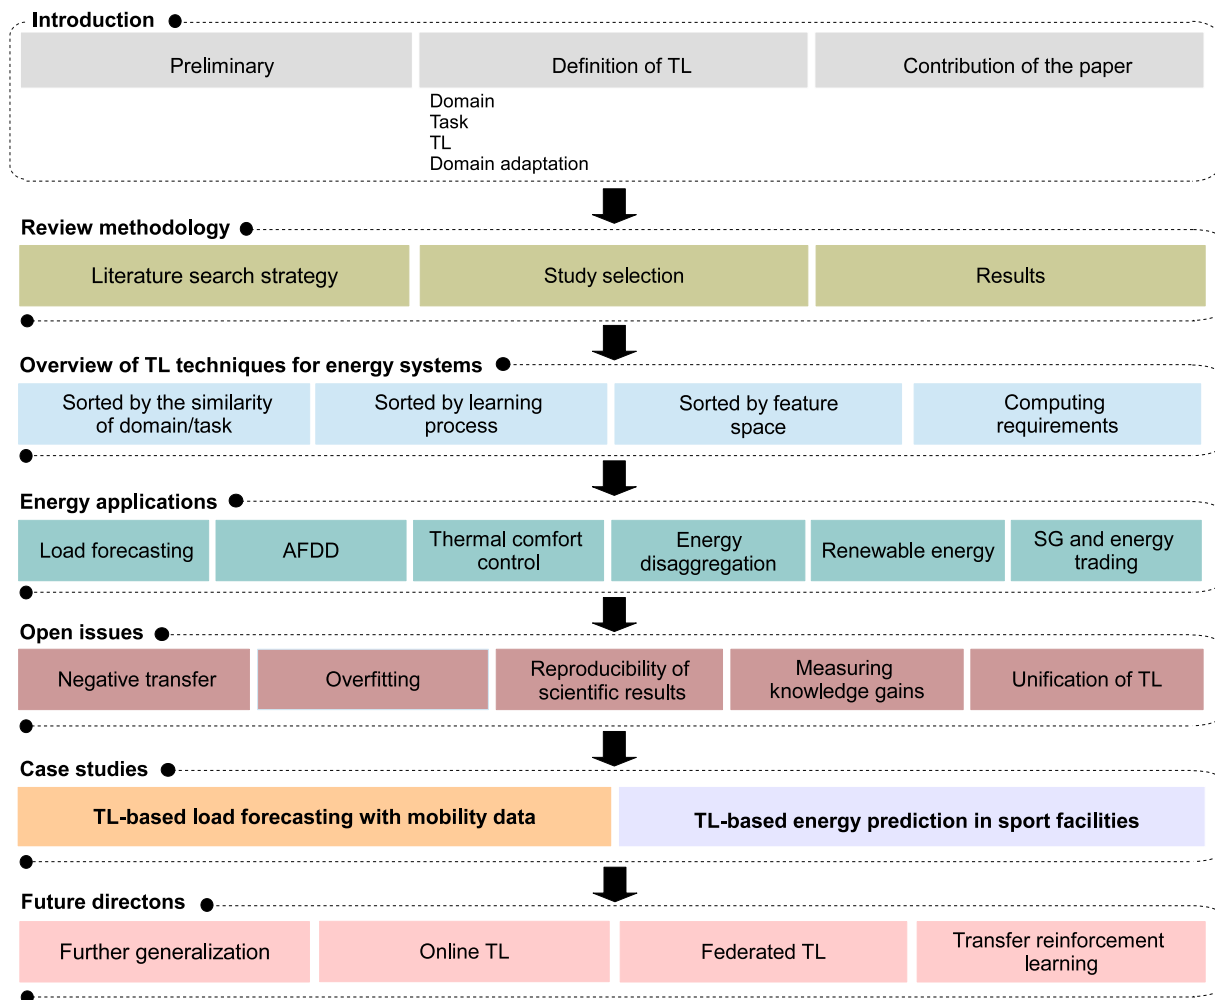 Introduction
Preliminary
Definition of TL
Contribution of the paper
Domain
Task
TL
Domain adaptation
Review methodology
Literature search strategy
Study selection
Results
Overview of TL techniques for energy systems
Sorted by the similarity
of domain/task
Sorted by learning
process
Sorted by feature
space
Computing
requirements
Energy applications
Load forecasting
AFDD
Thermal comfort
control
Energy
disaggregation
Renewable energy
SG and energy
trading
Open issues
Negative transfer
Overfitting
Reproducibility of
scientific results
Measuring
knowledge gains
Unification of TL
Case studies
TL-based load forecasting with mobility data
TL-based energy prediction in sport facilities
Future directons
Further generalization
Online TL
Federated TL
Transfer reinforcement
learning